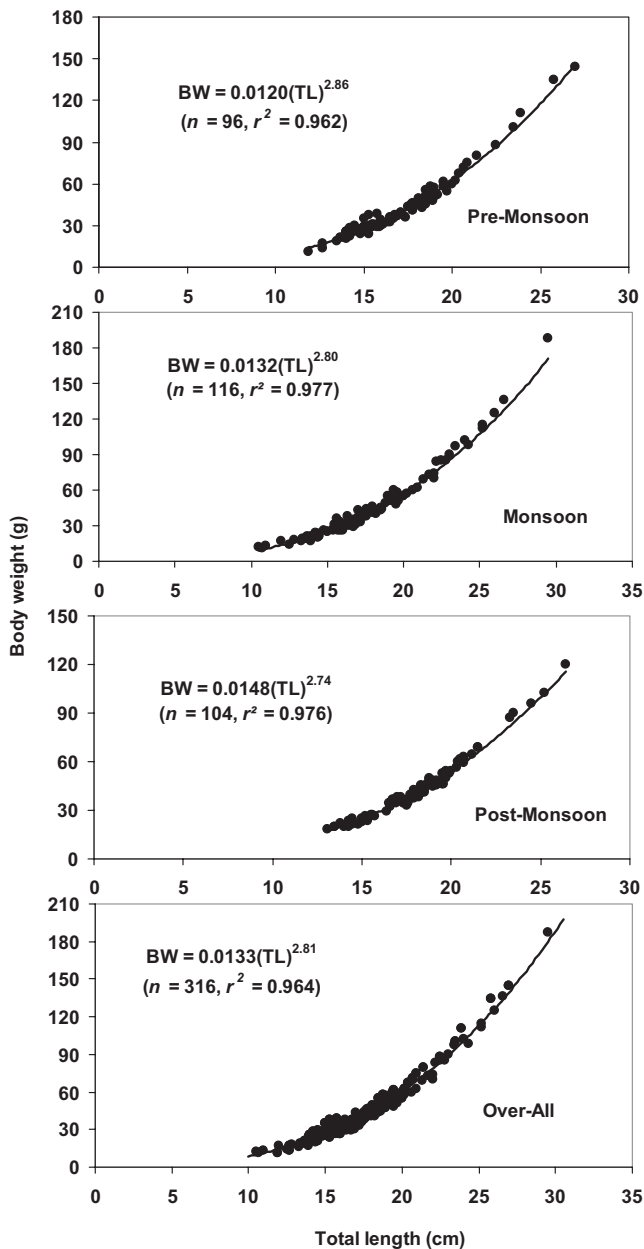 180
150
120
90
60
30
0
BW = 0.0120(TL)^2.86
(n = 96, r² = 0.962)
Pre-Monsoon
0 5 10 15 20 25 30
210
180
150
120
90
60
30
0
BW = 0.0132(TL)^2.80
(n = 116, r² = 0.977)
Monsoon
0 5 10 15 20 25 30 35
Body weight (g)
150
120
90
60
30
0
BW = 0.0148(TL)^2.74
(n = 104, r² = 0.976)
Post-Monsoon
0 5 10 15 20 25 30
210
180
150
120
90
60
30
0
BW = 0.0133(TL)^2.81
(n = 316, r² = 0.964)
Over-All
0 5 10 15 20 25 30 35
Total length (cm)